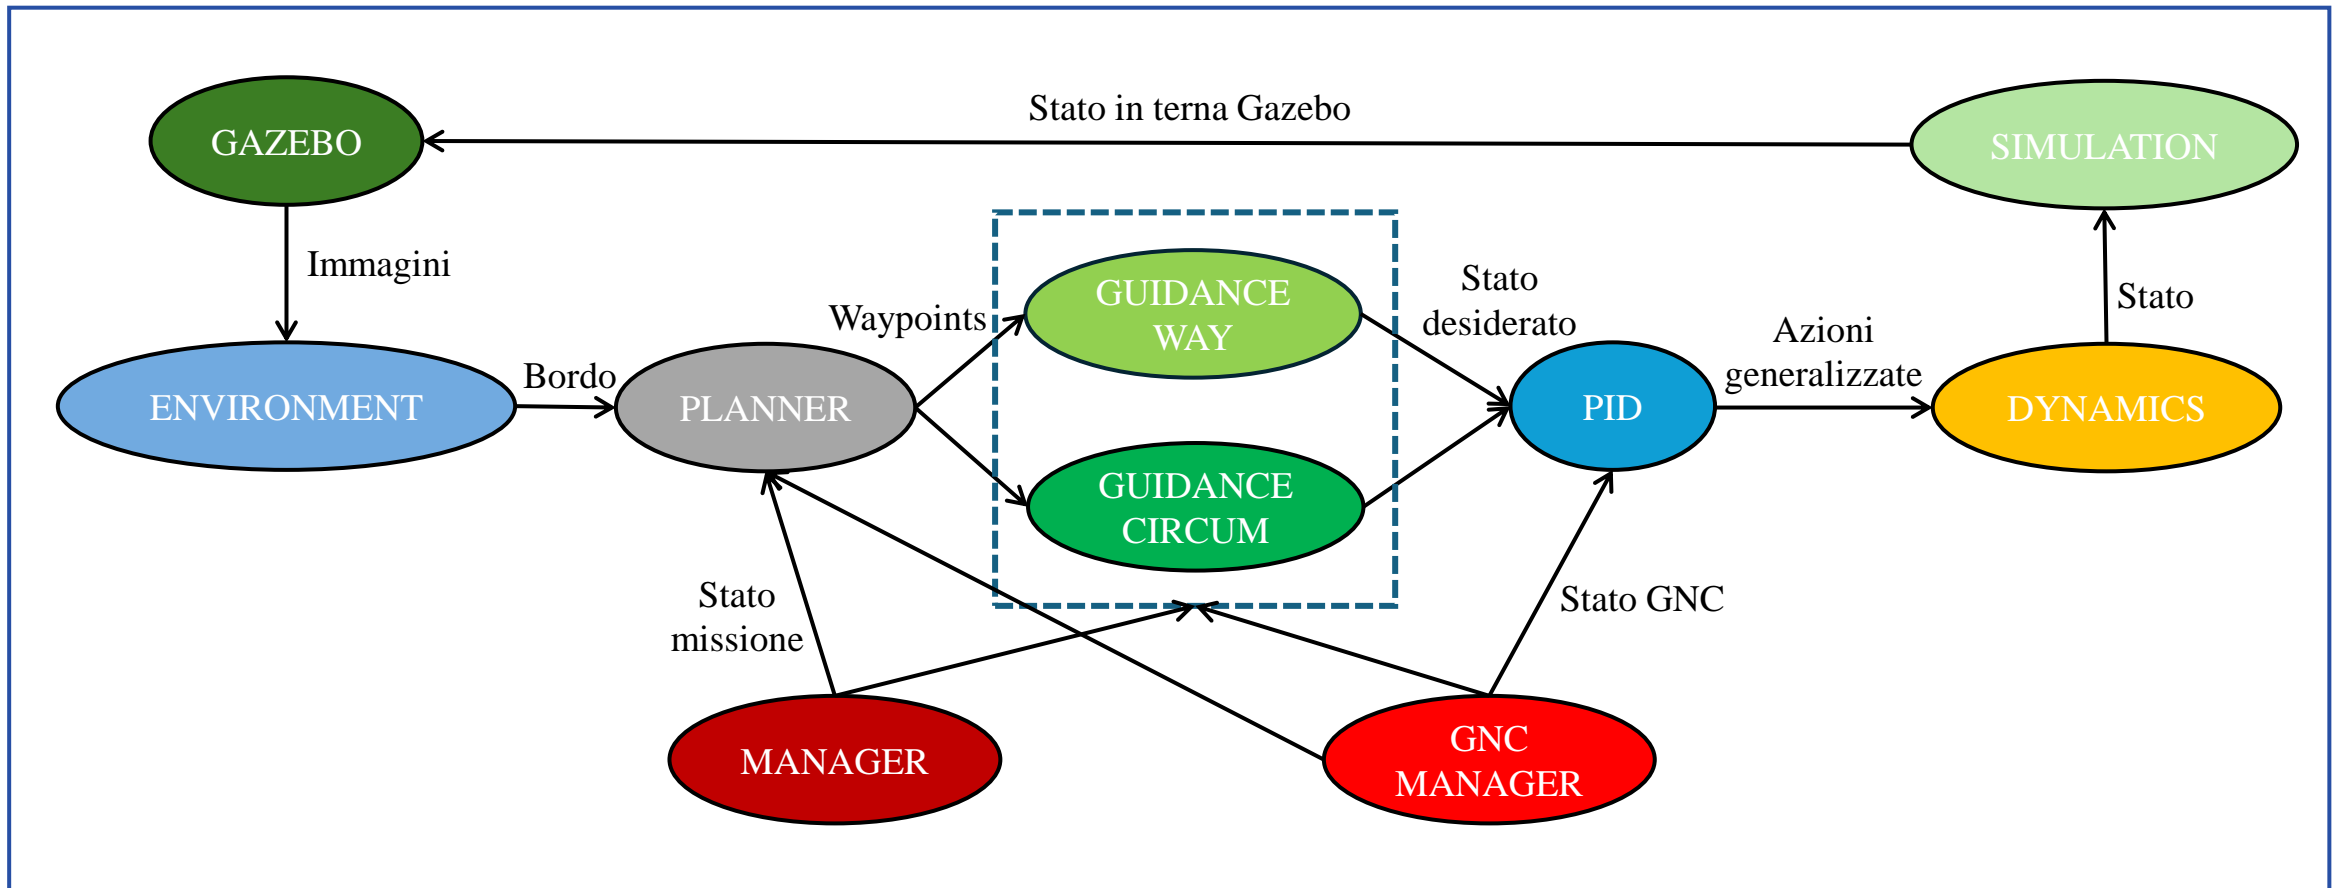 Stato in terna Gazebo
GAZEBO
SIMULATION
Immagini
Stato
Waypoints
GUIDANCE
WAY
Stato
desiderato
Azioni
generalizzate
ENVIRONMENT
Bordo
PLANNER
PID
DYNAMICS
GUIDANCE
CIRCUM
Stato
missione
Stato GNC
MANAGER
GNC
MANAGER